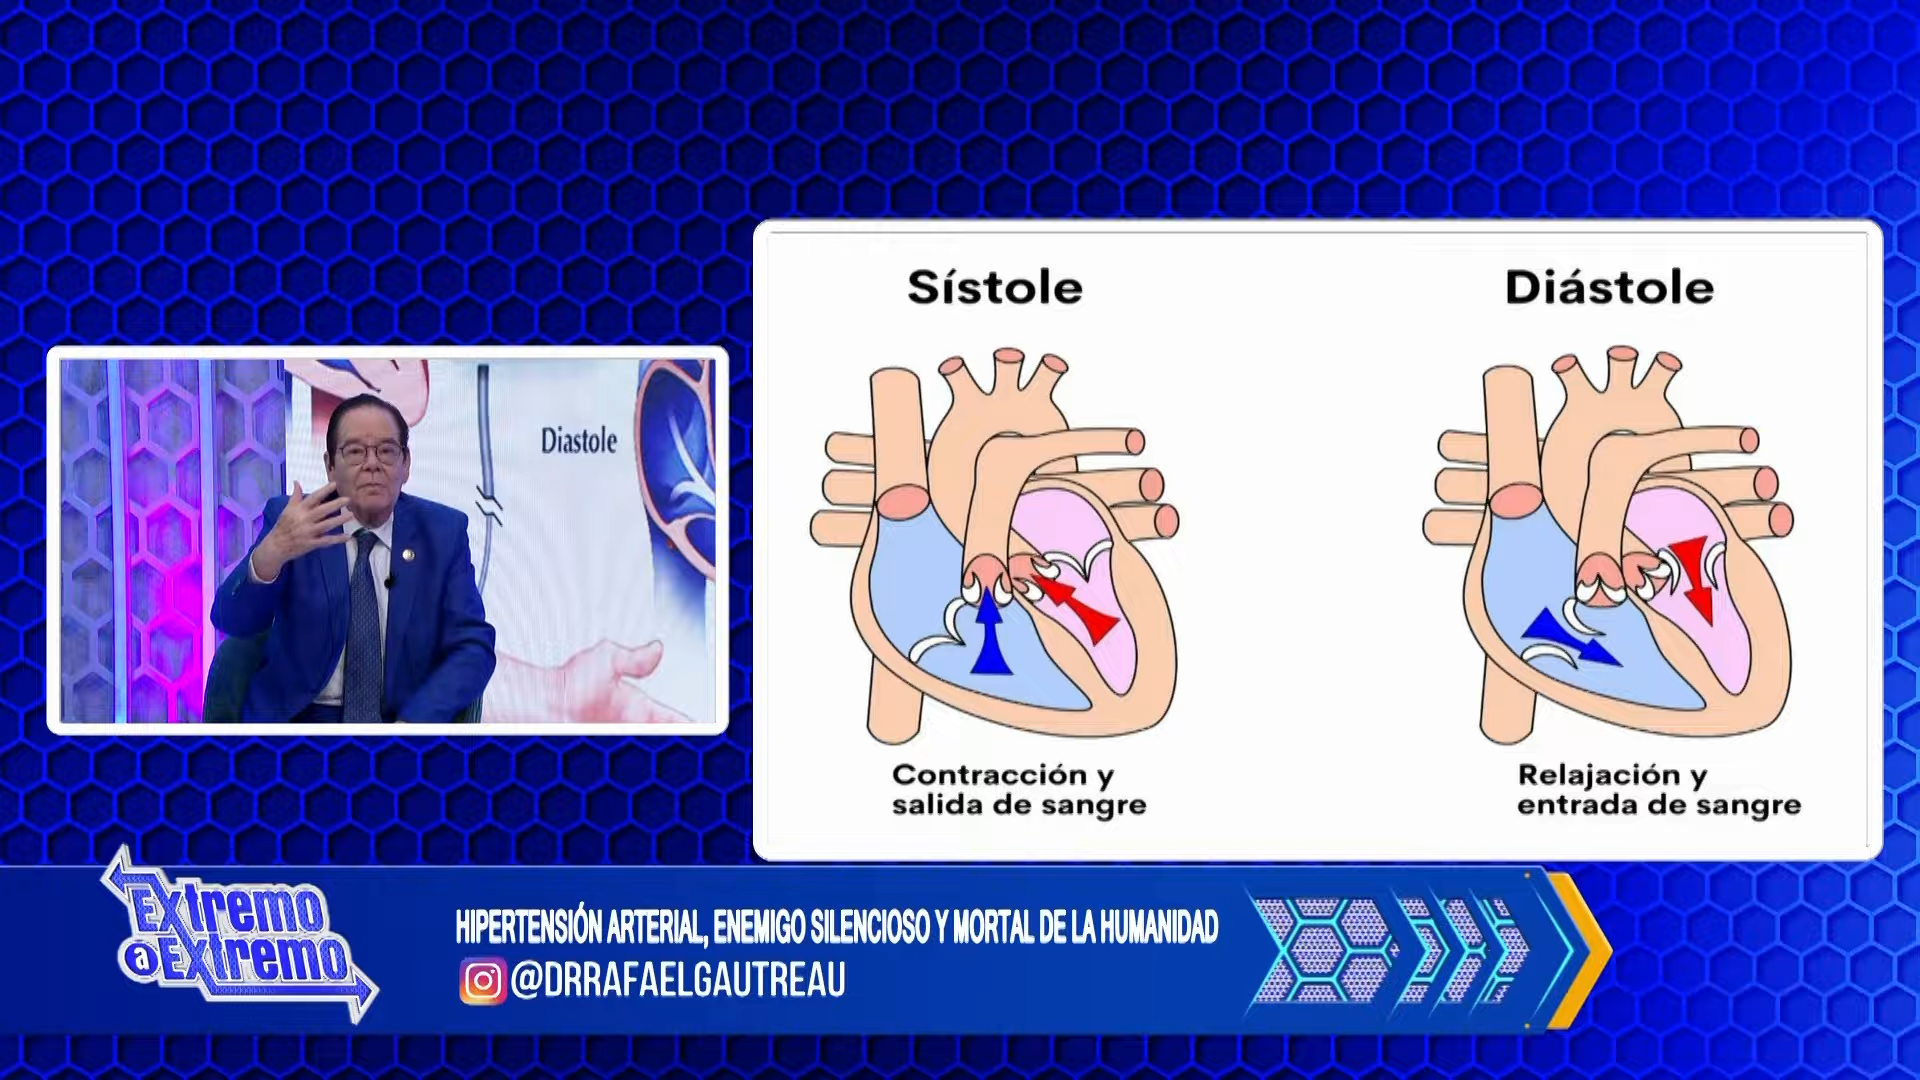 Sístole
Diástole
Diastole
Contracción y
salida de sangre
Relajación y
entrada de sangre
Extremo
a Extremo
HIPERTENSIÓN ARTERIAL, ENEMIGO SILENCIOSO Y MORTAL DE LA HUMANIDAD
@DRRAFAELGAUTREAU